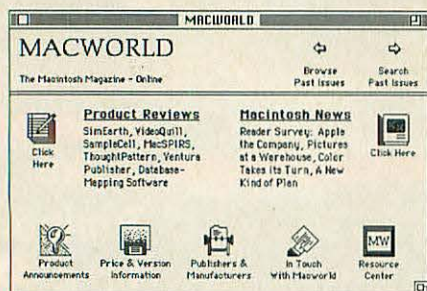 MACWORLD
MACWORLD
The Macintosh Magazine - Online
Browse
Past Issues
Search
Past Issues
Click
Here
Product Reviews
SimEarth, VideoQuill,
SampleCell, MacSPIRS,
ThoughtPattern, Ventura
Publisher, Database-
Mapping Software
Macintosh News
Reader Survey: Apple
the Company, Pictures
at a Warehouse, Color
Takes its Turn, A New
Kind of Plan
Click Here
Product
Announcements
Price & Version
Information
Publishers &
Manufacturers
In Touch
With Macworld
MW
Resource
Center